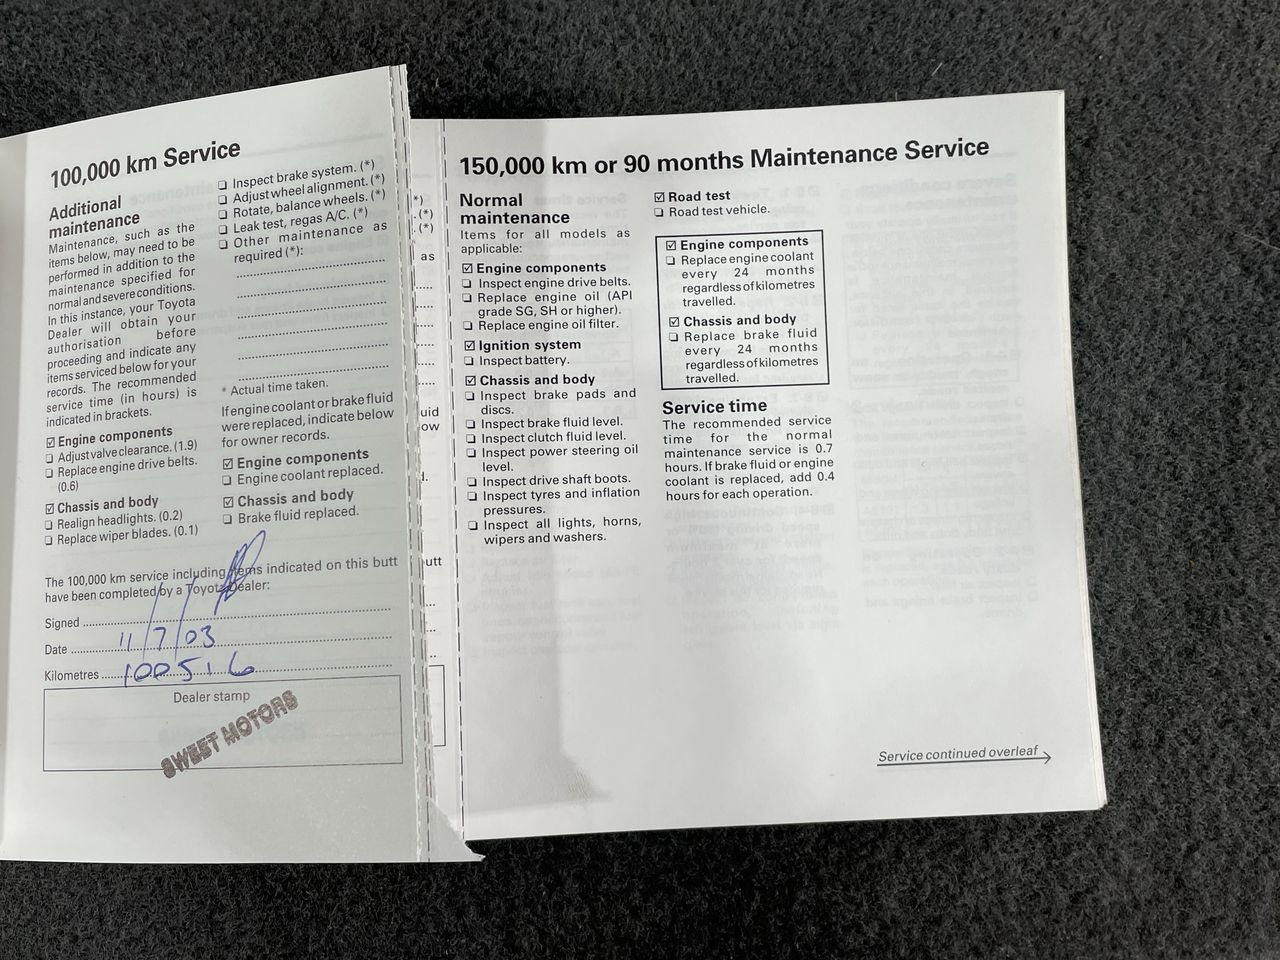 100,000 km Service
Additional
maintenance
Maintenance, such as the
items below, may need to be
performed in addition to the
maintenance specified for
normal and severe conditions.
In this instance, your Toyota
Dealer will obtain your
authorisation before
proceeding and indicate any
items serviced below for your
records. The recommended
service time (in hours) is
indicated in brackets.
☑ Engine components
❏ Adjust valve clearance. (1.9)
❏ Replace engine drive belts.
(0.6)
☑ Chassis and body
❏ Realign headlights. (0.2)
❏ Replace wiper blades. (0.1)
❏ Inspect brake system. (*)
❏ Adjust wheel alignment. (*)
❏ Rotate, balance wheels. (*)
❏ Leak test, regas A/C. (*)
❏ Other maintenance as
required (*):
* Actual time taken.
If engine coolant or brake fluid
were replaced, indicate below
for owner records.
☑ Engine components
❏ Engine coolant replaced.
☑ Chassis and body
❏ Brake fluid replaced.
The 100,000 km service including items indicated on this butt
have been completed by a Toyota Dealer:
Signed
Date 11/7/03
Kilometres 100516
Dealer stamp
SWEET MOTORS
*)
. (*)
. (*)
as
uid
ow
d.
utt
150,000 km or 90 months Maintenance Service
Normal
maintenance
Items for all models as
applicable:
☑ Engine components
❏ Inspect engine drive belts.
❏ Replace engine oil (API
grade SG, SH or higher).
❏ Replace engine oil filter.
☑ Ignition system
❏ Inspect battery.
☑ Chassis and body
❏ Inspect brake pads and
discs.
❏ Inspect brake fluid level.
❏ Inspect clutch fluid level.
❏ Inspect power steering oil
level.
❏ Inspect drive shaft boots.
❏ Inspect tyres and inflation
pressures.
❏ Inspect all lights, horns,
wipers and washers.
☑ Road test
❏ Road test vehicle.
☑ Engine components
❏ Replace engine coolant
every 24 months
regardless of kilometres
travelled.
☑ Chassis and body
❏ Replace brake fluid
every 24 months
regardless of kilometres
travelled.
Service time
The recommended service
time for the normal
maintenance service is 0.7
hours. If brake fluid or engine
coolant is replaced, add 0.4
hours for each operation.
Service continued overleaf